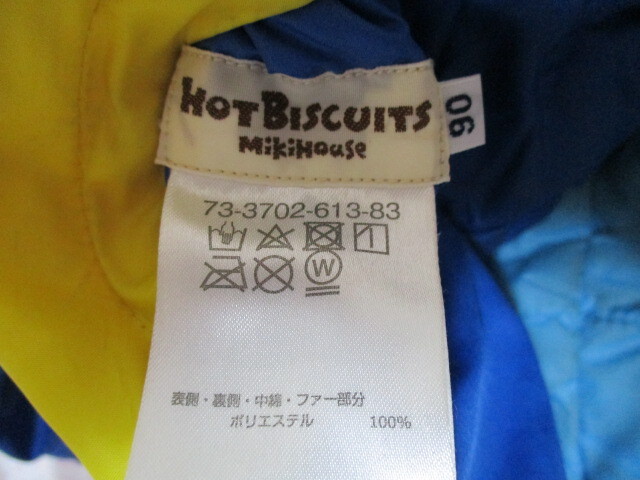 HOT BISCUITS
MiKiHOUSE
90
73-3702-613-83
W
表側・裏側・中綿・ファー部分
ポリエステル 100%